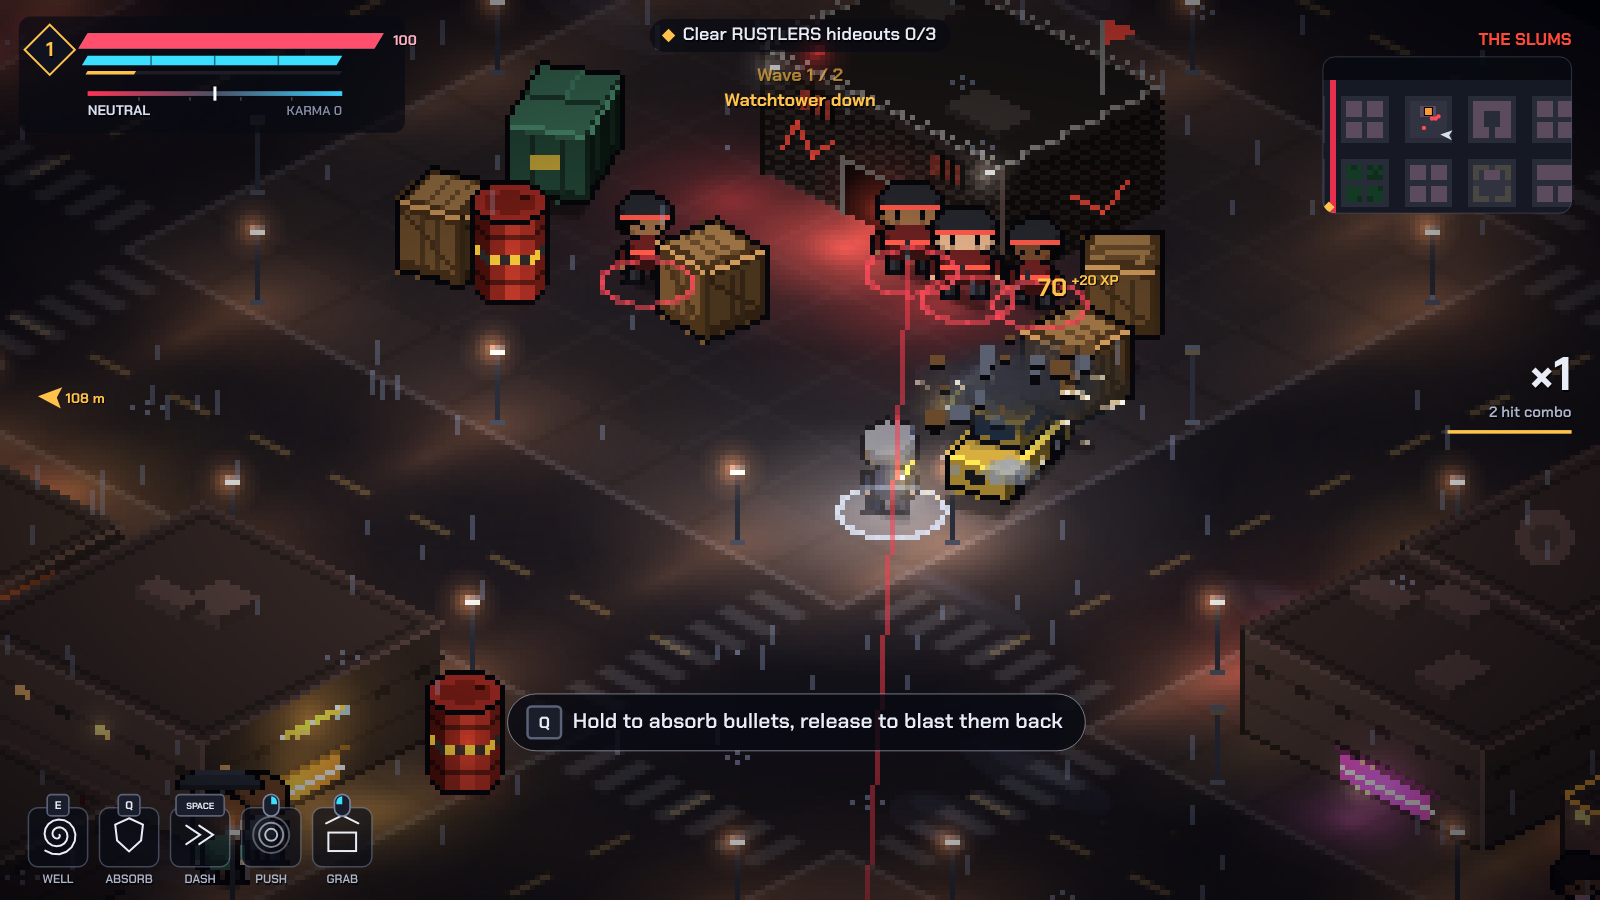 1
100
NEUTRAL
KARMA 0
Clear RUSTLERS hideouts 0/3
Wave 1 / 2
Watchtower down
THE SLUMS
70 +20 XP
108 m
×1
2 hit combo
Q Hold to absorb bullets, release to blast them back
E
Q
SPACE
WELL
ABSORB
DASH
PUSH
GRAB